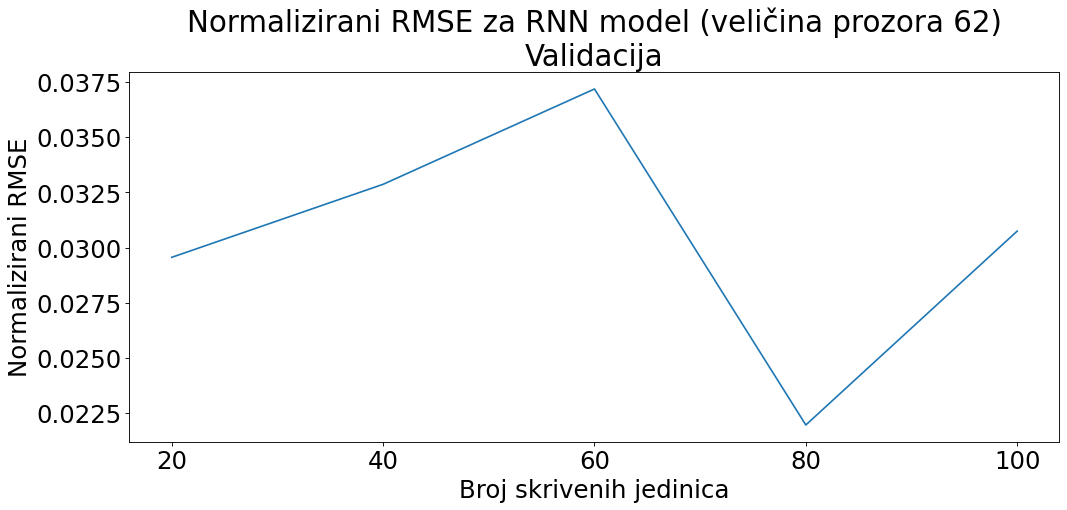 Normalizirani RMSE za RNN model (veličina prozora 62)
Validacija
Normalizirani RMSE
0.0375
0.0350
0.0325
0.0300
0.0275
0.0250
0.0225
20 40 60 80 100
Broj skrivenih jedinica